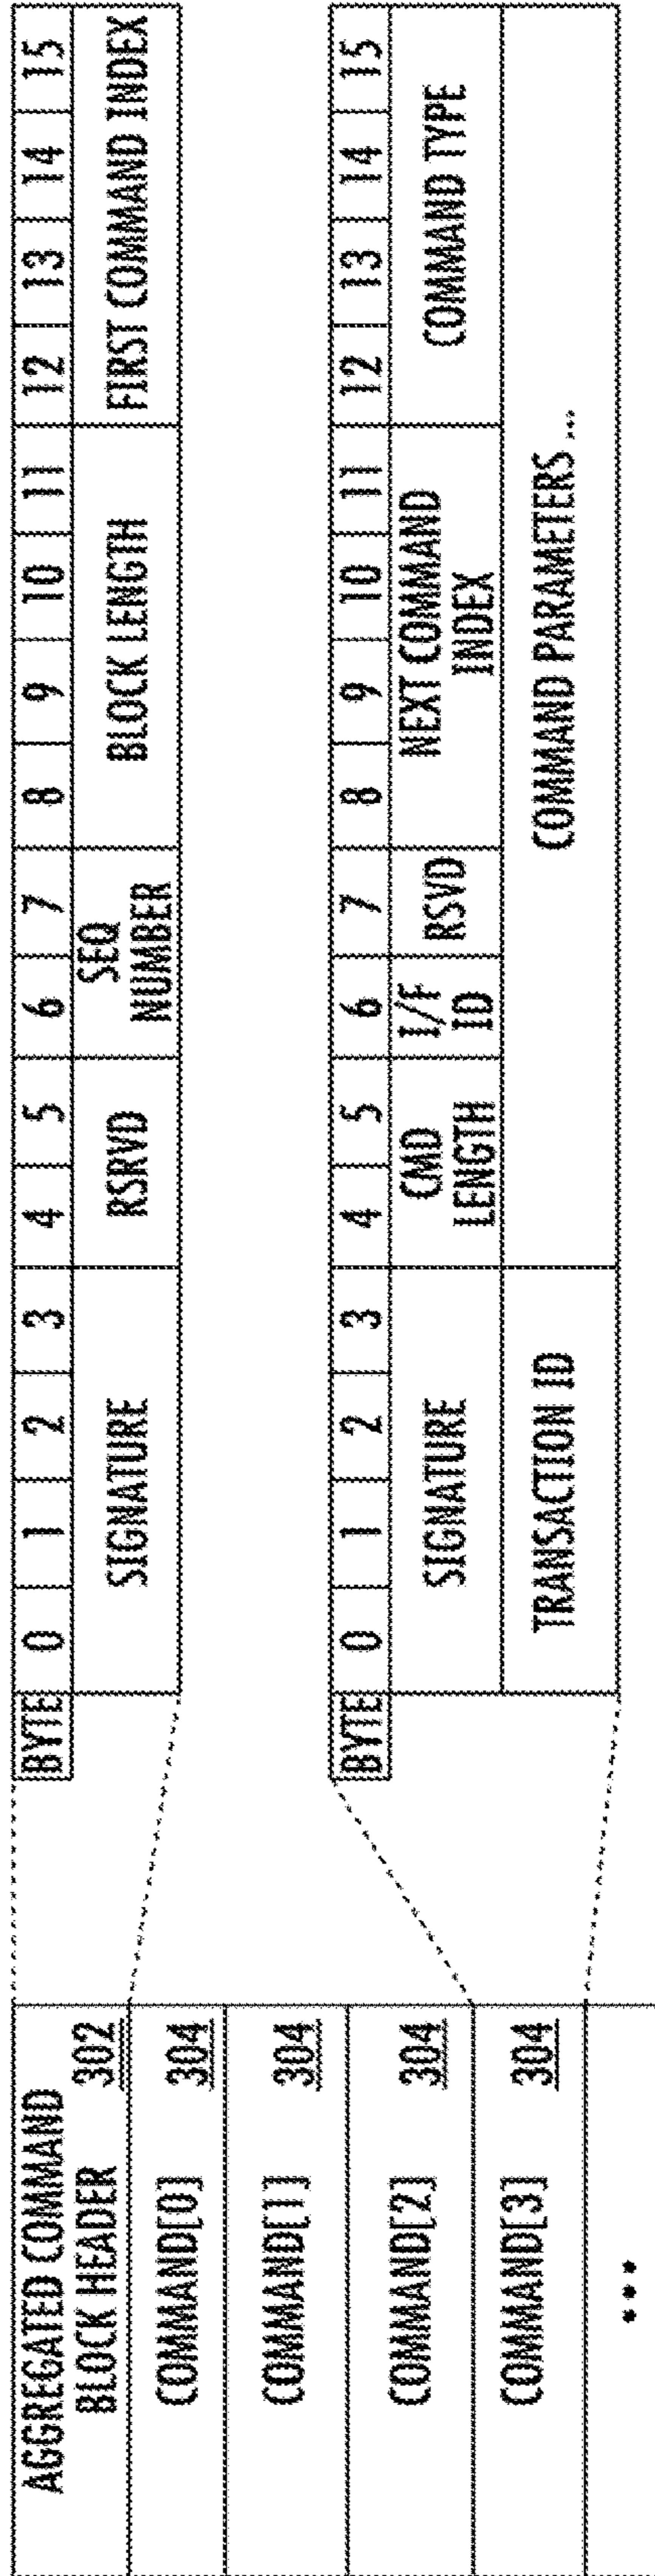 AGGREGATED COMMAND
BLOCK HEADER 302
COMMAND[0] 304
COMMAND[1] 304
COMMAND[2] 304
COMMAND[3] 304
•••
BYTE 0 1 2 3 4 5 6 7 8 9 10 11 12 13 14 15
SIGNATURE
RSRVD
SEQ
NUMBER
BLOCK LENGTH
FIRST COMMAND INDEX
BYTE 0 1 2 3 4 5 6 7 8 9 10 11 12 13 14 15
SIGNATURE
CMD
LENGTH
I/F
ID
RSVD
NEXT COMMAND
INDEX
COMMAND TYPE
TRANSACTION ID
COMMAND PARAMETERS ...